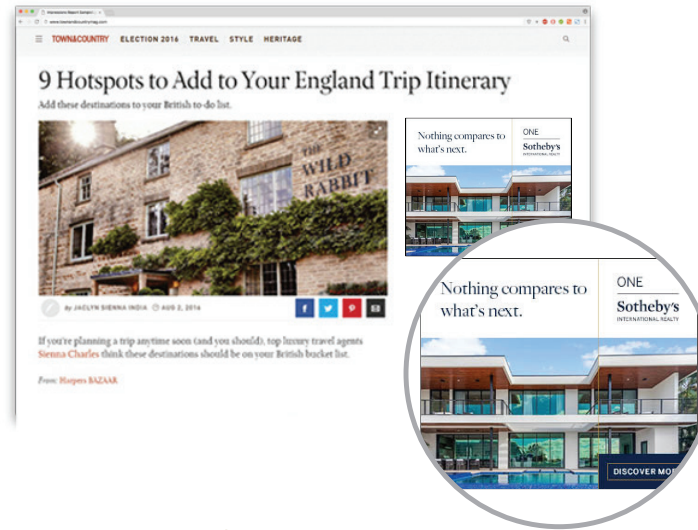 www.townandcountrymag.com
TOWN&COUNTRY ELECTION 2016 TRAVEL STYLE HERITAGE
9 Hotspots to Add to Your England Trip Itinerary
Add these destinations to your British to-do list.
THE
WILD
RABBIT
By JACLYN SIENNA INDIA AUG 2, 2016
If you're planning a trip anytime soon (and you should), top luxury travel agents
Sienna Charles think these destinations should be on your British bucket list.
From: Harpers BAZAAR
Nothing compares to
what's next.
ONE
Sotheby's
INTERNATIONAL REALTY
Nothing compares to
what's next.
ONE
Sotheby's
INTERNATIONAL REALTY
DISCOVER MO